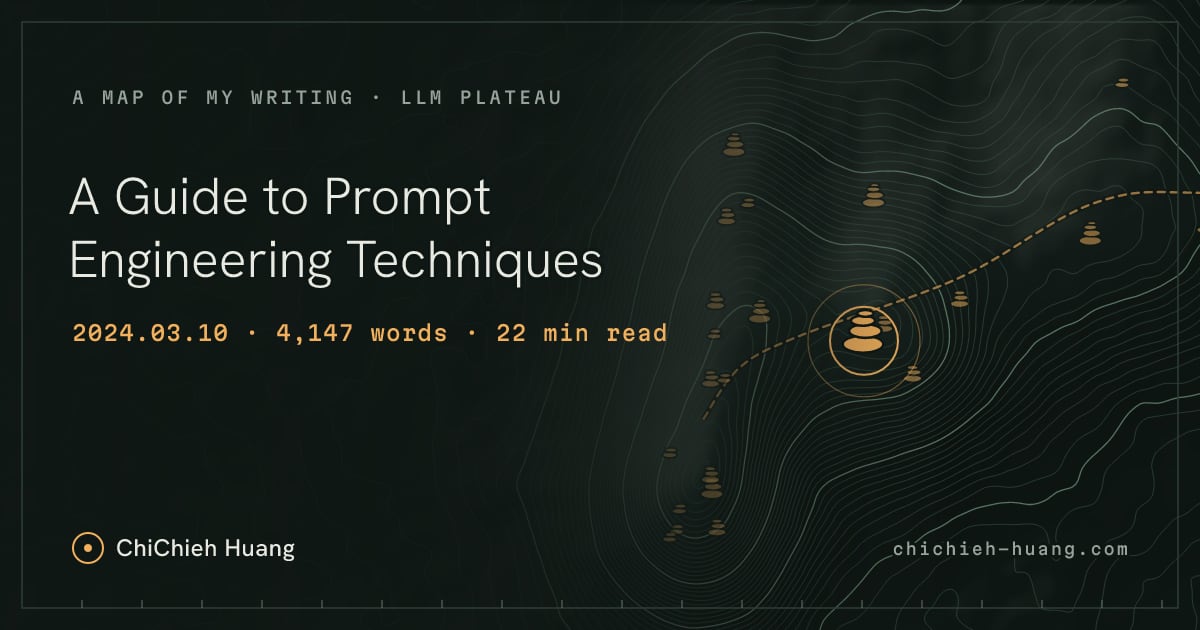 A MAP OF MY WRITING · LLM PLATEAU
A Guide to Prompt
Engineering Techniques
2024.03.10 · 4,147 words · 22 min read
ChiChieh Huang
chichieh-huang.com